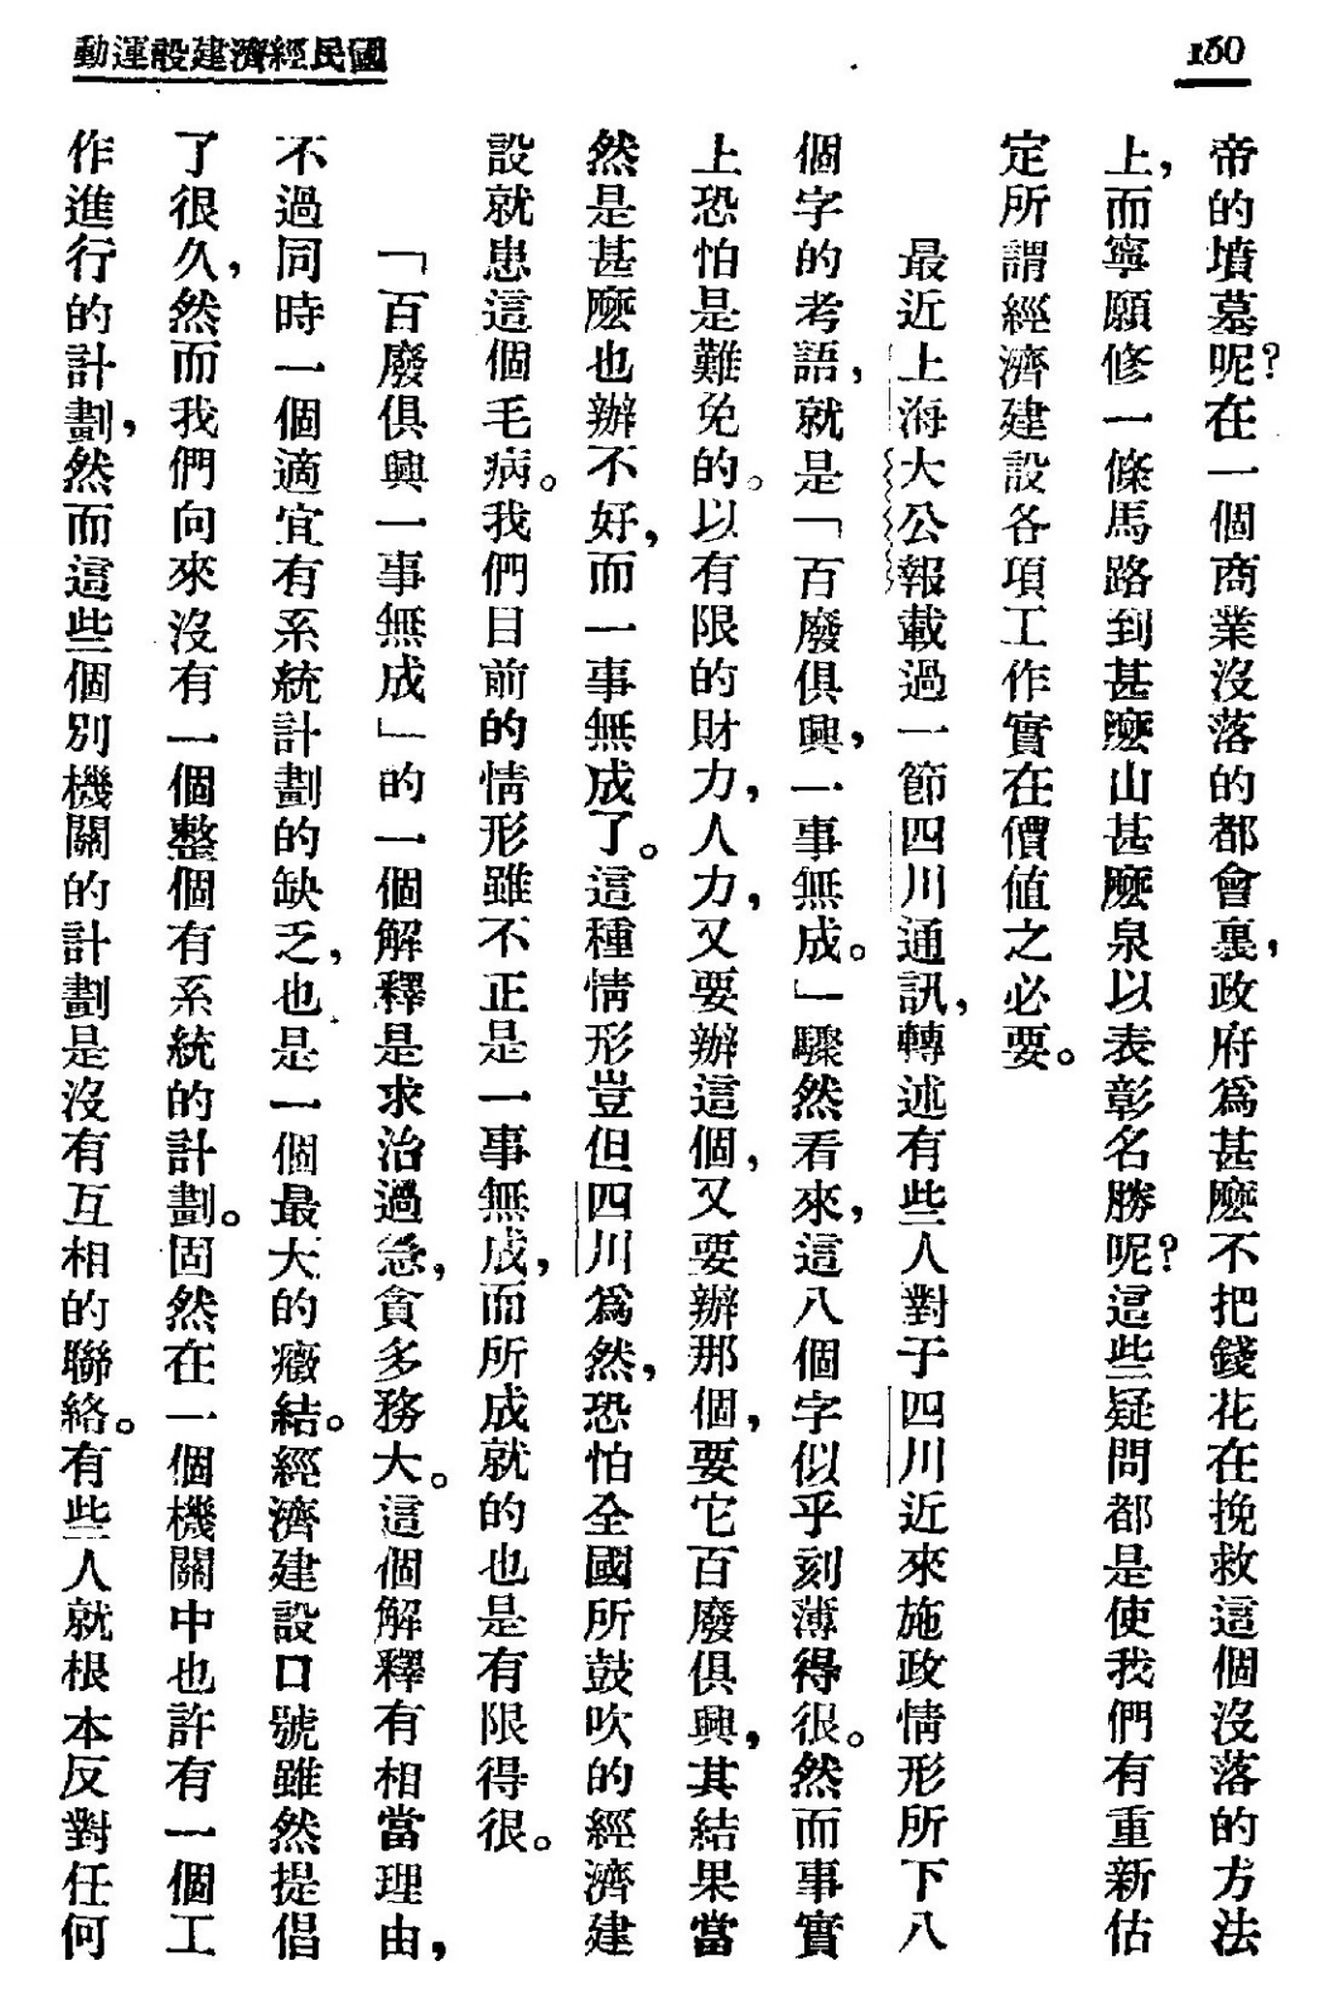 國民經濟建設運動
150
帝的墳墓呢?在一個商業沒落的都會裏,政府爲甚麽不把錢花在挽救這個沒落的方法
上,而寧願修一條馬路到甚麽山甚麽泉以表彰名勝呢?這些疑問都是使我們有重新估
定所謂經濟建設各項工作實在價值之必要。
最近上海大公報載過一節四川通訊,轉述有些人對于四川近來施政情形所下八
個字的考語,就是「百廢俱興,一事無成。」驟然看來,這八個字似乎刻薄得很。然而事實
上恐怕是難免的。以有限的財力,人力,又要辦這個,又要辦那個,要它百廢俱興,其結果當
然是甚麽也辦不好,而一事無成了。這種情形豈但四川爲然,恐怕全國所鼓吹的經濟建
設就患這個毛病。我們目前的情形雖不正是一事無成,而所成就的也是有限得很。
「百廢俱興一事無成」的一個解釋是求治過急,貪多務大。這個解釋有相當理由,
不過同時一個適宜有系統計劃的缺乏,也是一個最大的癥結。經濟建設口號雖然提倡
了很久,然而我們向來沒有一個整個有系統的計劃。固然在一個機關中也許有一個工
作進行的計劃,然而這些個別機關的計劃是沒有互相的聯絡。有些人就根本反對任何